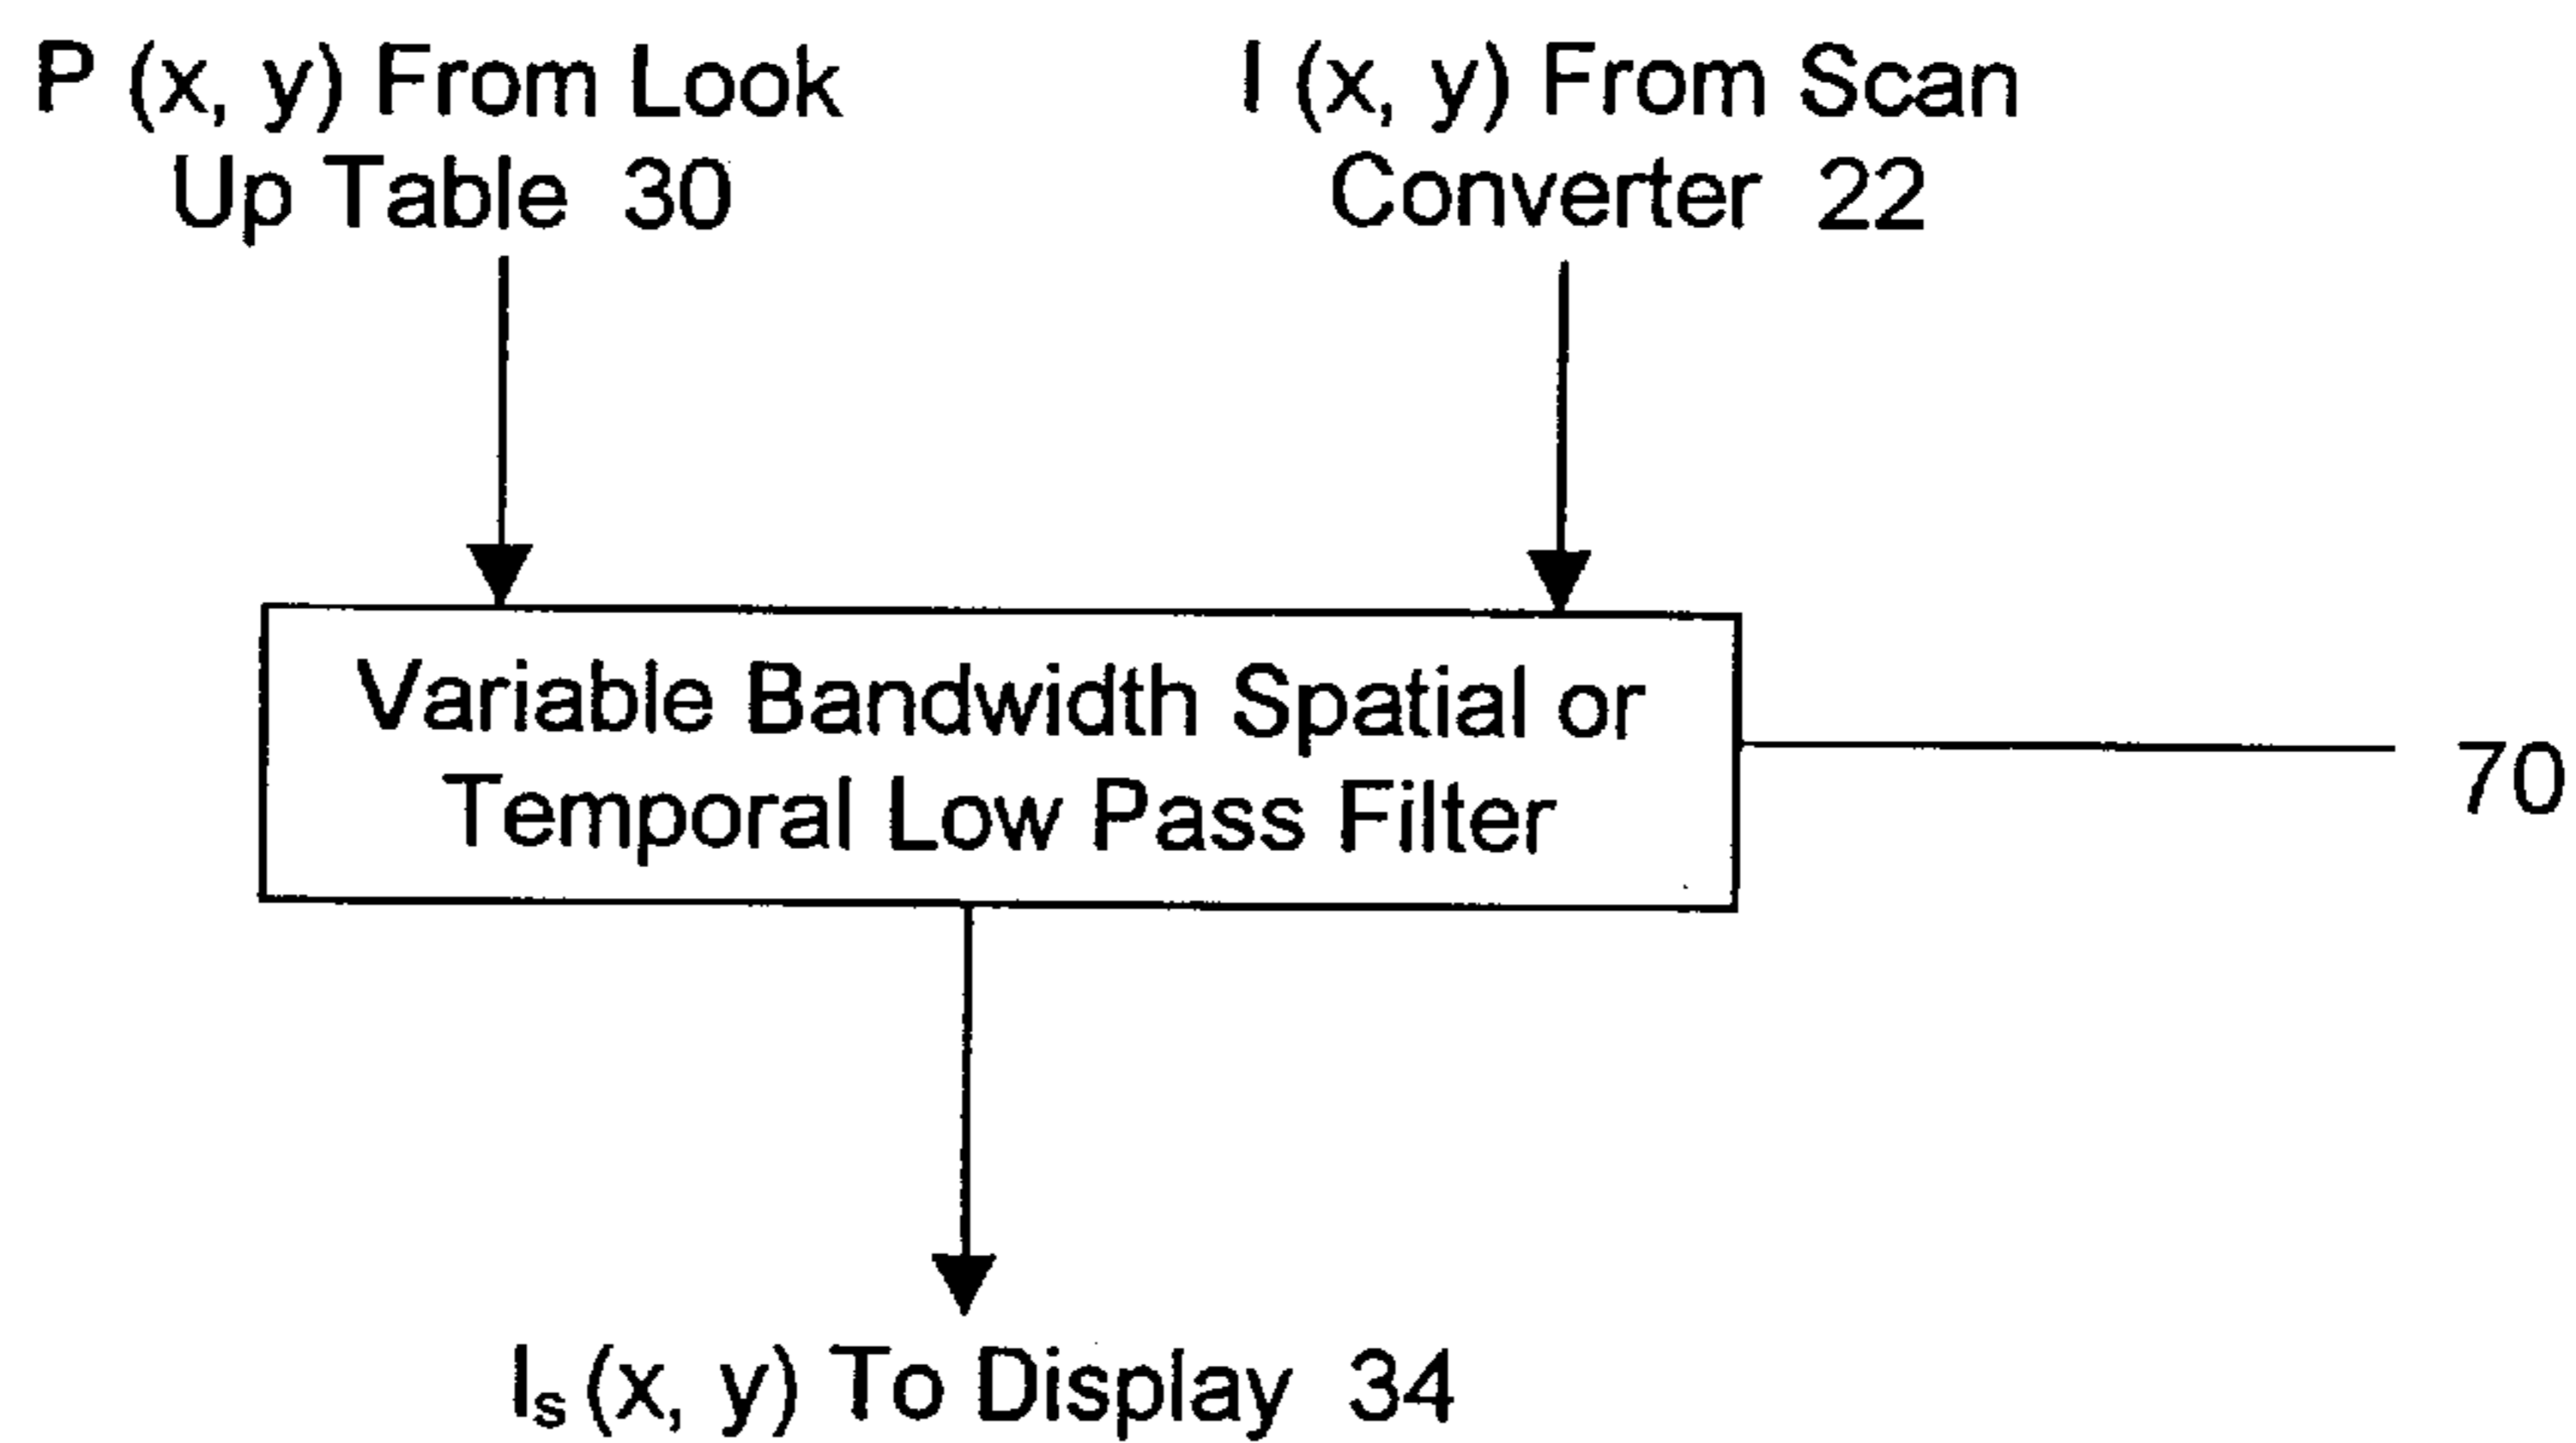 P (x, y) From Look
Up Table 30
I (x, y) From Scan
Converter 22
Variable Bandwidth Spatial or
Temporal Low Pass Filter
70
Is (x, y) To Display 34